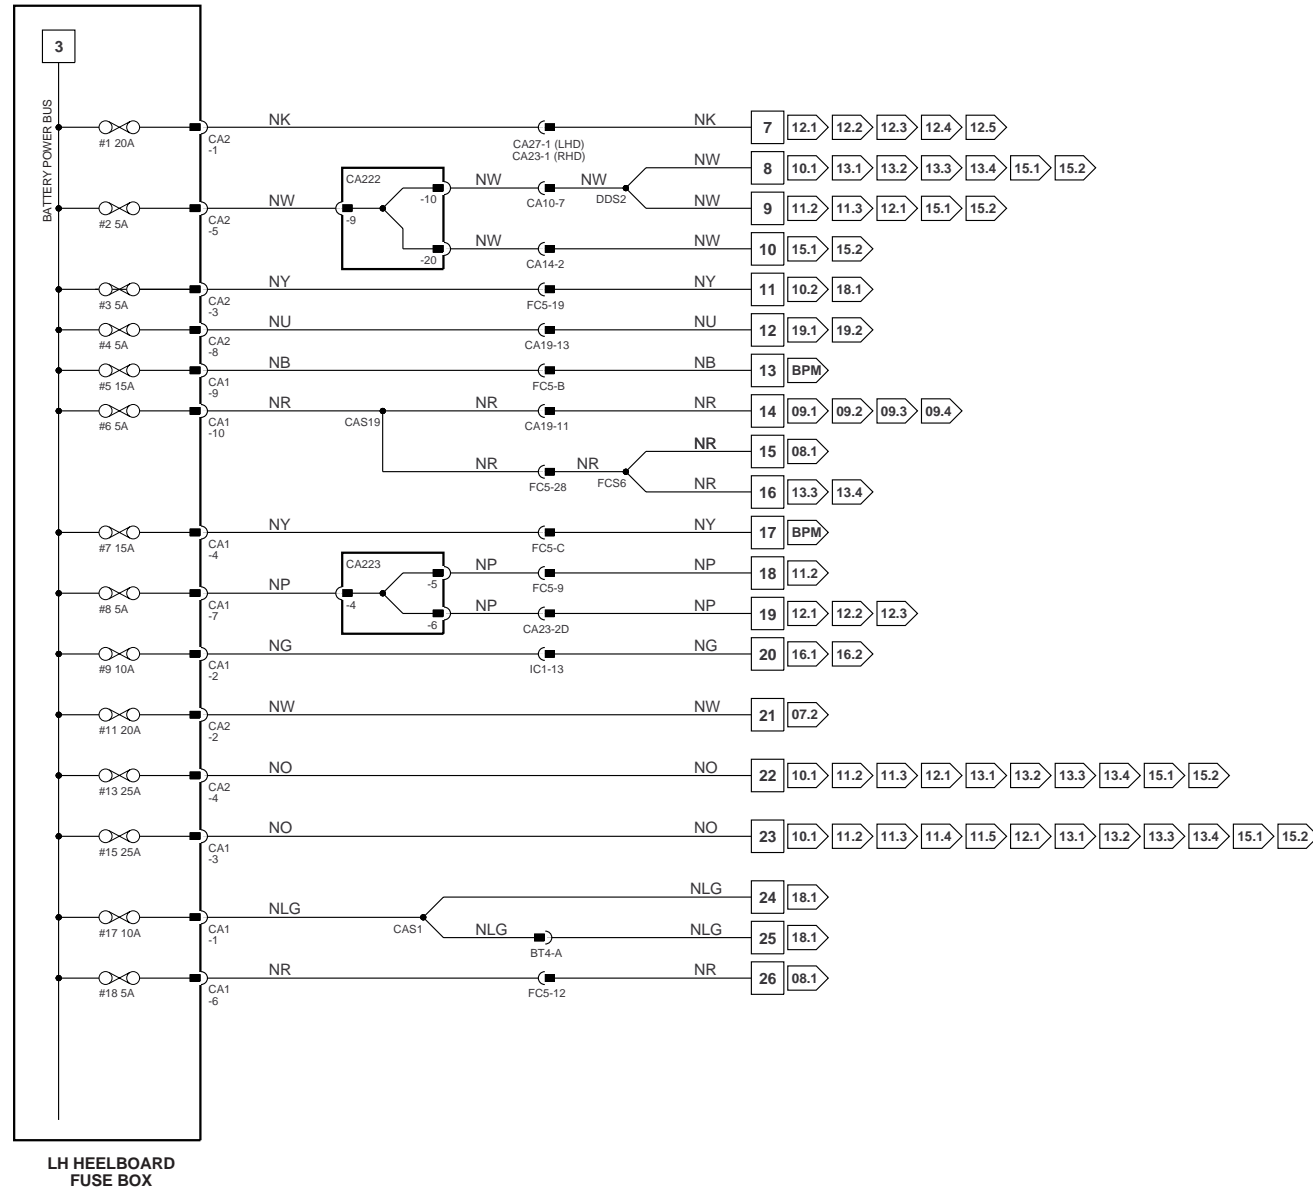 3
BATTERY POWER BUS
#1 20A
CA2
-1
NK
CA27-1 (LHD)
CA23-1 (RHD)
NK
7 12.1 12.2 12.3 12.4 12.5
#2 5A
CA2
-5
NW
CA222
-9
-10
-20
NW
CA10-7
NW
DDS2
NW
8 10.1 13.1 13.2 13.3 13.4 15.1 15.2
NW
9 11.2 11.3 12.1 15.1 15.2
NW
CA14-2
NW
10 15.1 15.2
#3 5A
CA2
-3
NY
FC5-19
NY
11 10.2 18.1
#4 5A
CA2
-8
NU
CA19-13
NU
12 19.1 19.2
#5 15A
CA1
-9
NB
FC5-B
NB
13 BPM
#6 5A
CA1
-10
NR
CAS19
NR
CA19-11
NR
14 09.1 09.2 09.3 09.4
NR
FC5-28
NR
FCS6
NR
15 08.1
NR
16 13.3 13.4
#7 15A
CA1
-4
NY
FC5-C
NY
17 BPM
#8 5A
CA1
-7
NP
CA223
-4
-5
-6
NP
FC5-9
NP
18 11.2
NP
CA23-2D
NP
19 12.1 12.2 12.3
#9 10A
CA1
-2
NG
IC1-13
NG
20 16.1 16.2
#11 20A
CA2
-2
NW
NW
21 07.2
#13 25A
CA2
-4
NO
NO
22 10.1 11.2 11.3 12.1 13.1 13.2 13.3 13.4 15.1 15.2
#15 25A
CA1
-3
NO
NO
23 10.1 11.2 11.3 11.4 11.5 12.1 13.1 13.2 13.3 13.4 15.1 15.2
#17 10A
CA1
-1
NLG
CAS1
NLG
24 18.1
NLG
BT4-A
NLG
25 18.1
#18 5A
CA1
-6
NR
FC5-12
NR
26 08.1
LH HEELBOARD
FUSE BOX